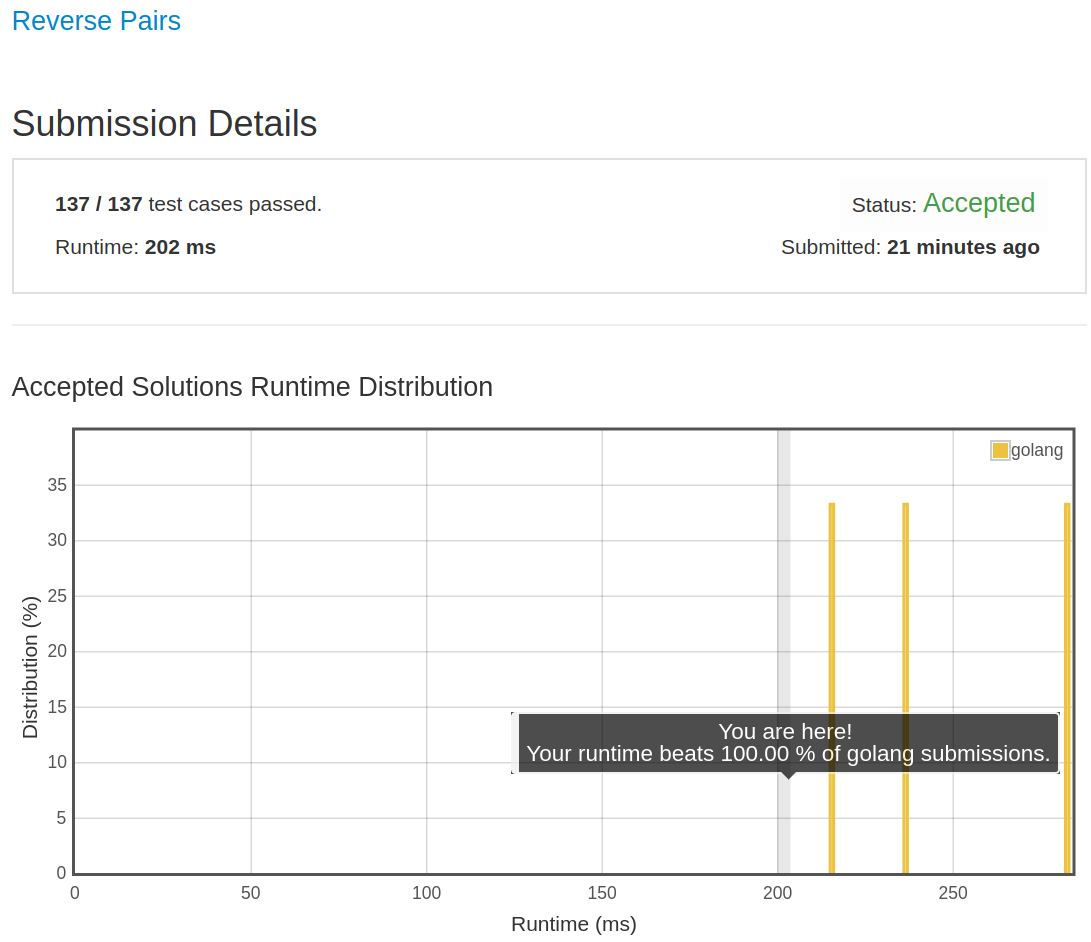 Reverse Pairs
Submission Details
137 / 137 test cases passed.
Status: Accepted
Runtime: 202 ms
Submitted: 21 minutes ago
Accepted Solutions Runtime Distribution
golang
35
30
25
20
15
10
5
0
Distribution (%)
You are here!
Your runtime beats 100.00 % of golang submissions.
0
50
100
150
200
250
Runtime (ms)